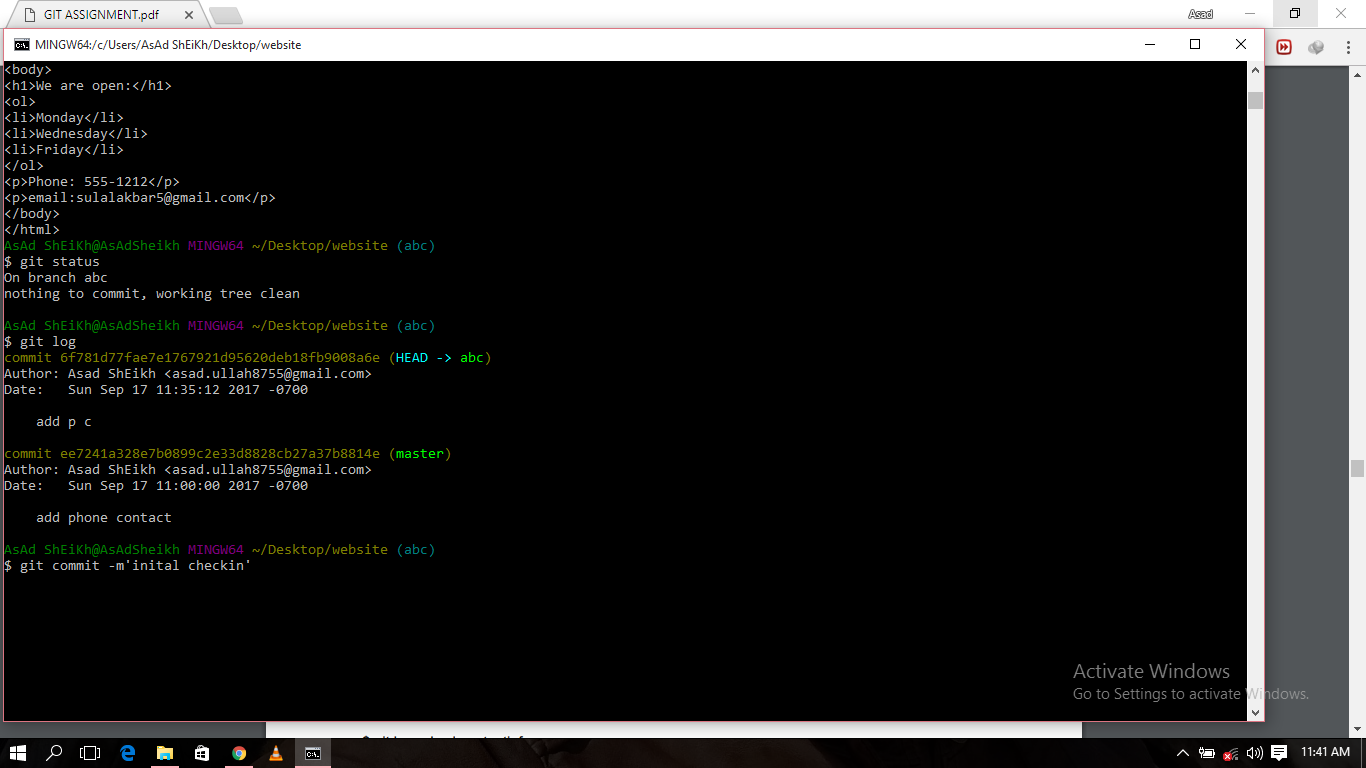 GIT ASSIGNMENT.pdf
Asad
MINGW64:/c/Users/AsAd ShEiKh/Desktop/website
<body>
<h1>We are open:</h1>
<ol>
<li>Monday</li>
<li>Wednesday</li>
<li>Friday</li>
</ol>
<p>Phone: 555-1212</p>
<p>email:sulalakbar5@gmail.com</p>
</body>
</html>
AsAd ShEiKh@AsAdSheikh MINGW64 ~/Desktop/website (abc)
$ git status
On branch abc
nothing to commit, working tree clean
AsAd ShEiKh@AsAdSheikh MINGW64 ~/Desktop/website (abc)
$ git log
commit 6f781d77fae7e1767921d95620deb18fb9008a6e (HEAD -> abc)
Author: Asad ShEikh <asad.ullah8755@gmail.com>
Date:   Sun Sep 17 11:35:12 2017 -0700
add p c
commit ee7241a328e7b0899c2e33d8828cb27a37b8814e (master)
Author: Asad ShEikh <asad.ullah8755@gmail.com>
Date:   Sun Sep 17 11:00:00 2017 -0700
add phone contact
AsAd ShEiKh@AsAdSheikh MINGW64 ~/Desktop/website (abc)
$ git commit -m'inital checkin'
Activate Windows
Go to Settings to activate Windows.
11:41 AM